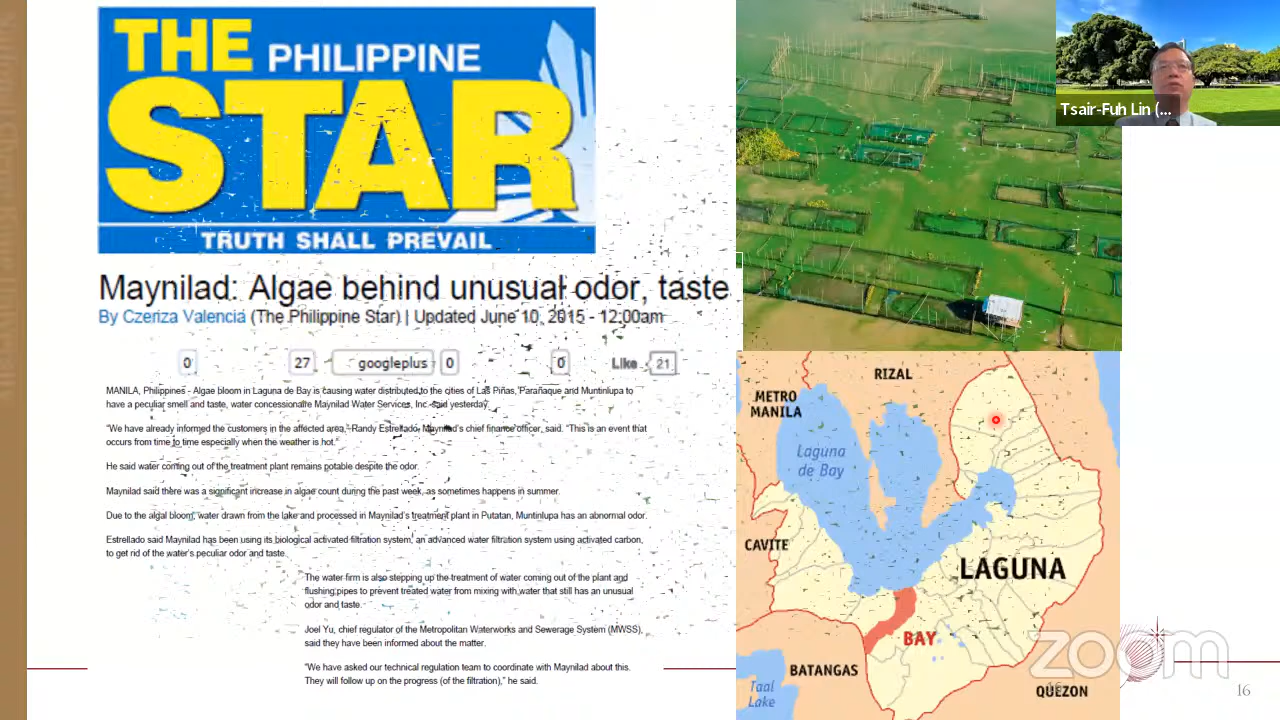 THE PHILIPPINE
STAR
TRUTH SHALL PREVAIL
Maynilad: Algae behind unusual odor, taste
By Czeriza Valencia (The Philippine Star) | Updated June 10, 2015 - 12:00am
0 27 googleplus 0 0 Like 21
MANILA, Philippines - Algae bloom in Laguna de Bay is causing water distributed to the cities of Las Piñas, Parañaque and Muntinlupa to
have a peculiar smell and taste, water concessionaire Maynilad Water Services, Inc. said yesterday.
"We have already informed the customers in the affected area," Randy Estrellado, Maynilad's chief finance officer, said. "This is an event that
occurs from time to time especially when the weather is hot."
He said water coming out of the treatment plant remains potable despite the odor.
Maynilad said there was a significant increase in algae count during the past week, as sometimes happens in summer.
Due to the algal bloom, water drawn from the lake and processed in Maynilad's treatment plant in Putatan, Muntinlupa has an abnormal odor.
Estrellado said Maynilad has been using its biological activated filtration system, an advanced water filtration system using activated carbon,
to get rid of the water's peculiar odor and taste.
The water firm is also stepping up the treatment of water coming out of the plant and
flushing pipes to prevent treated water from mixing with water that still has an unusual
odor and taste.
Joel Yu, chief regulator of the Metropolitan Waterworks and Sewerage System (MWSS),
said they have been informed about the matter.
"We have asked our technical regulation team to coordinate with Maynilad about this.
They will follow up on the progress (of the filtration)," he said.
Tsair-Fuh Lin (...
RIZAL
METRO
MANILA
Laguna
de Bay
CAVITE
LAGUNA
BAY
BATANGAS
Taal
Lake
QUEZON
zoom
16
16